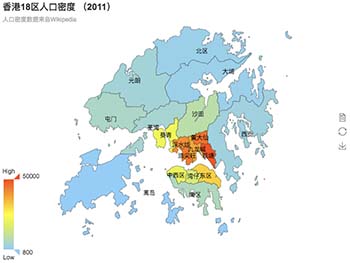 香港18区人口密度 （2011）
人口密度数据来自Wikipedia
北区
大埔
元朗
沙田
屯门
西贡
荃湾
葵青
黄大仙
深水埗
九龙城
油尖旺
观塘
中西区
湾仔
东区
南区
离岛
High
50000
800
Low